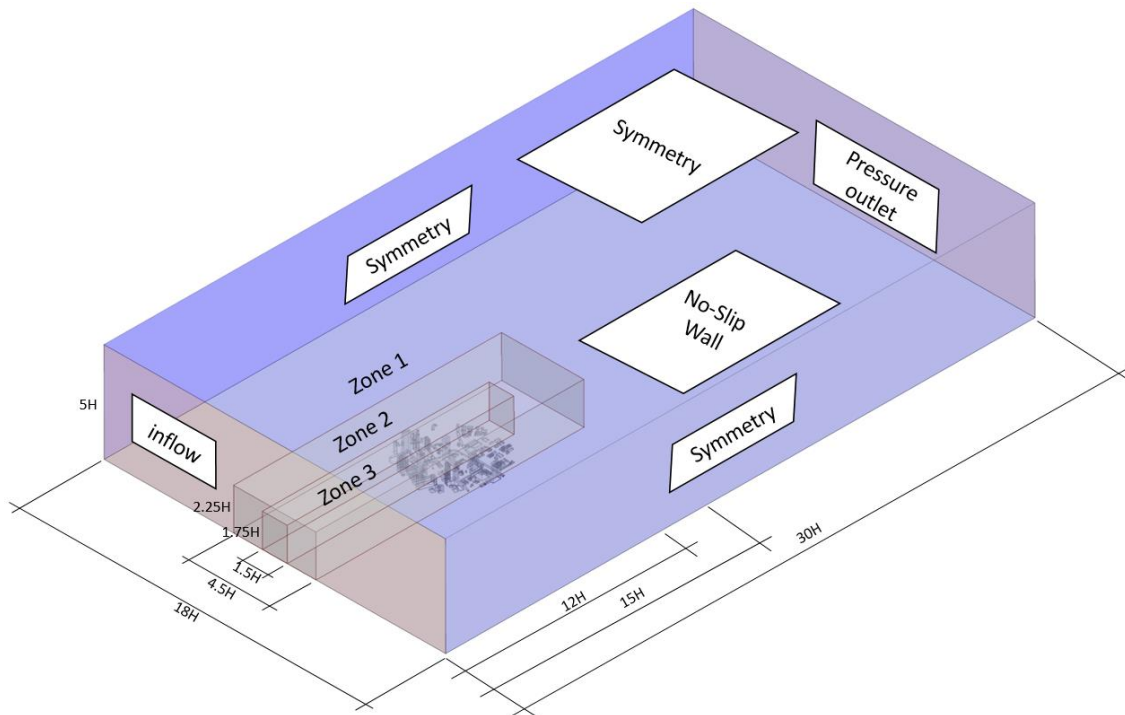 Symmetry
Pressure
outlet
Symmetry
No-Slip
Wall
Zone 1
5H
Zone 2
inflow
Symmetry
Zone 3
2.25H
1.75H
30H
1.5H
4.5H
12H
15H
18H